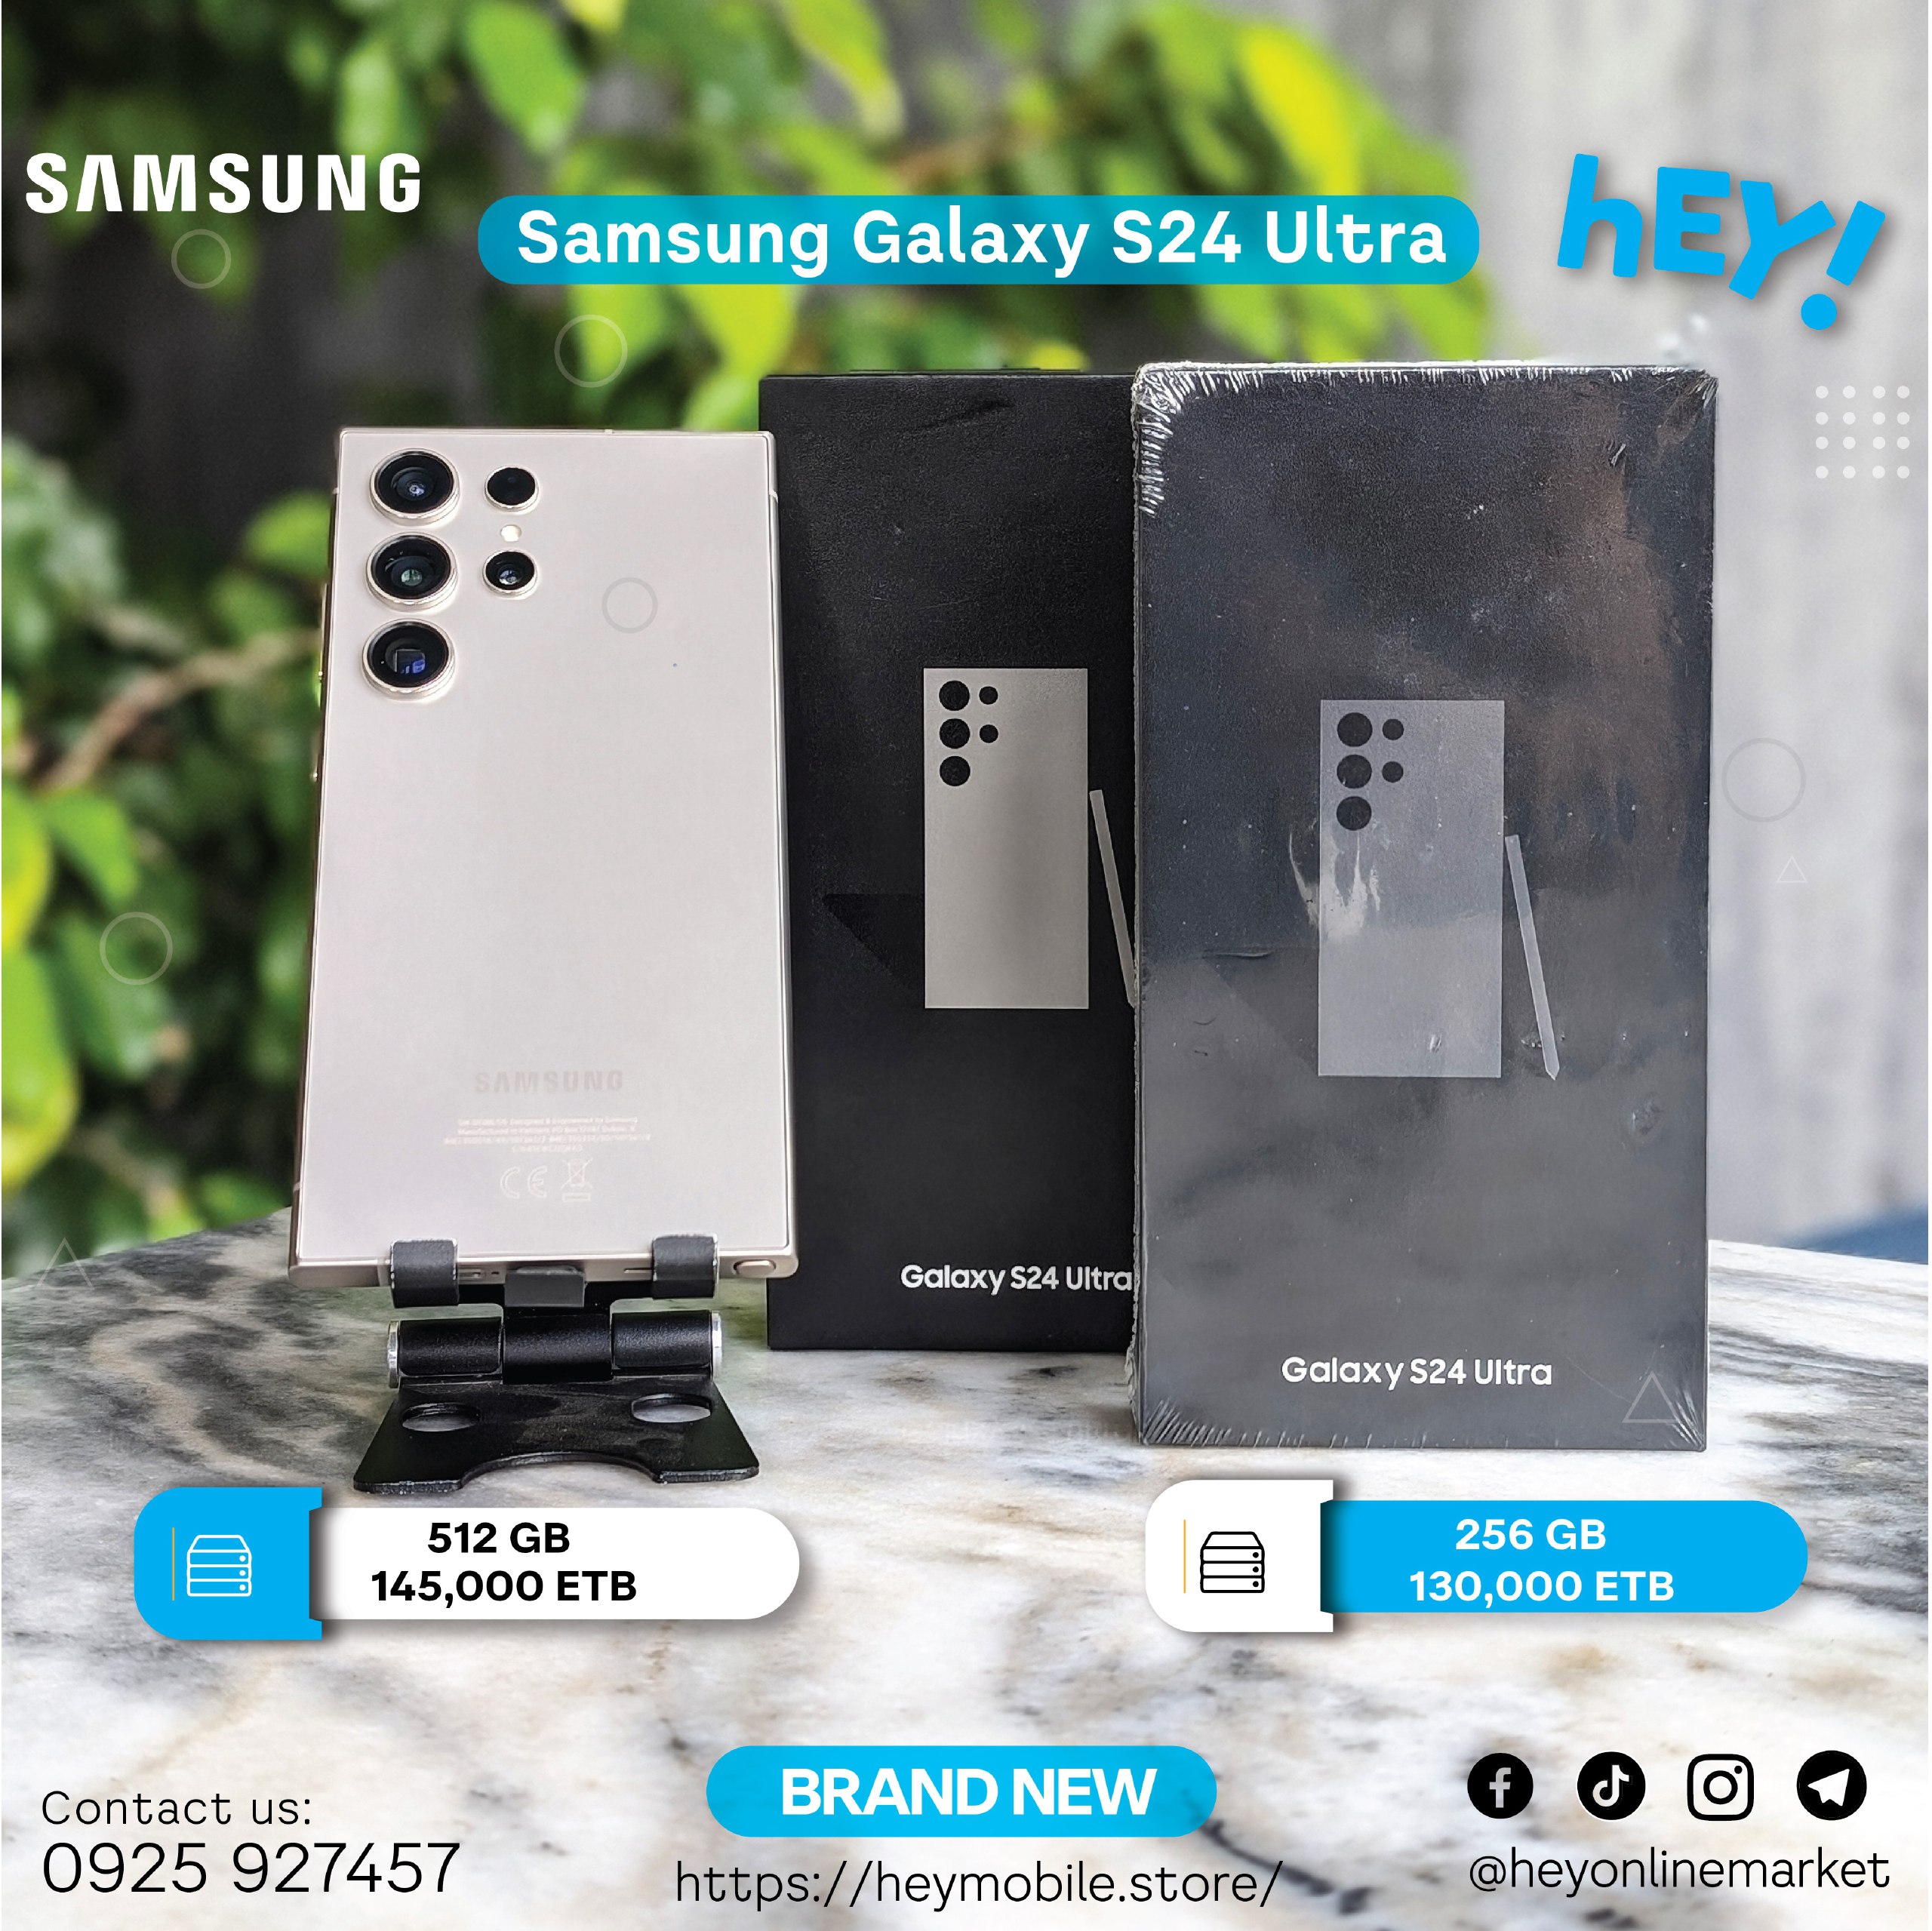 SAMSUNG
Samsung Galaxy S24 Ultra
hEY!
SAMSUNG
Galaxy S24 Ultra
Galaxy S24 Ultra
512 GB
145,000 ETB
256 GB
130,000 ETB
BRAND NEW
Contact us:
0925 927457
https://heymobile.store/
@heyonlinemarket